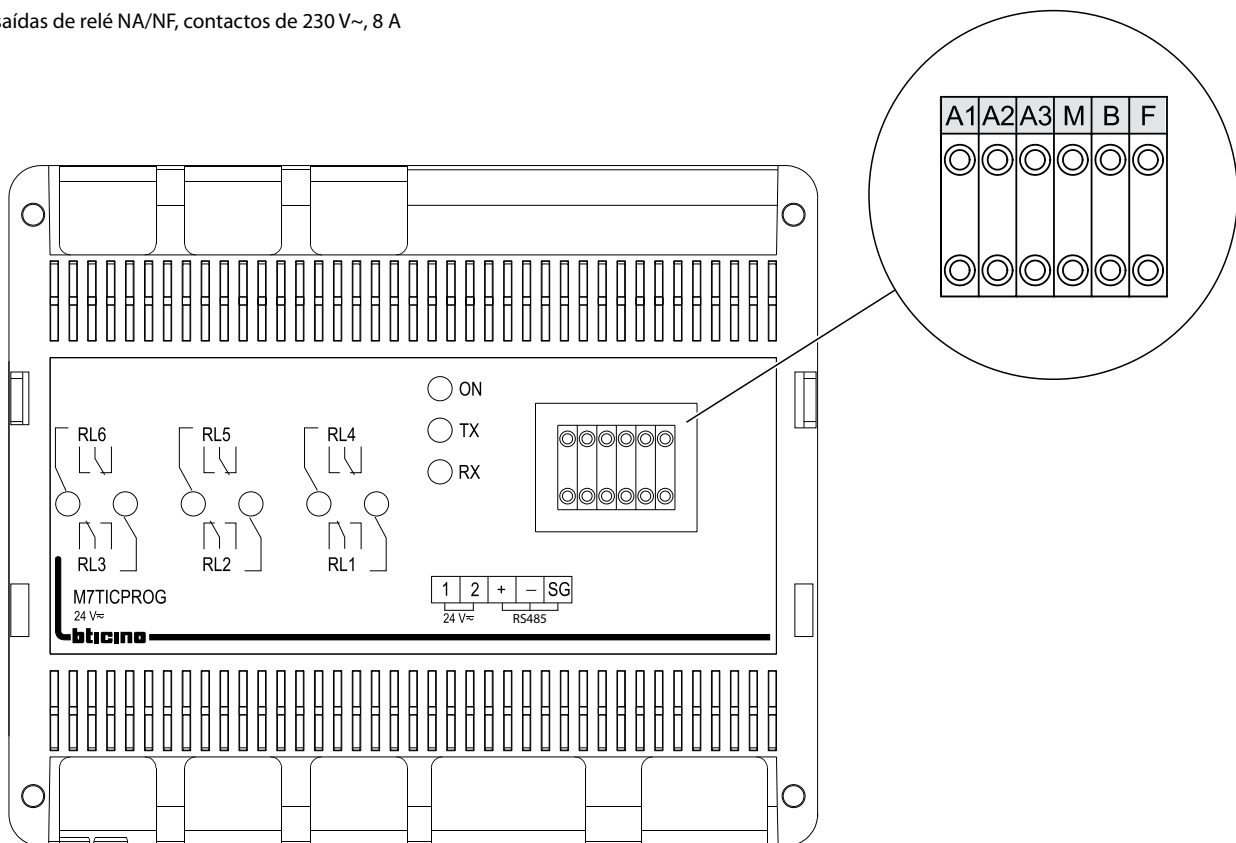 saídas de relé NA/NF, contactos de 230 V~, 8 A
A1 A2 A3 M B F
ON
TX
RX
RL6 RL5 RL4
RL3 RL2 RL1
M7TICPROG
24 V≂
bticino
1 2 + – SG
24 V≂ RS485